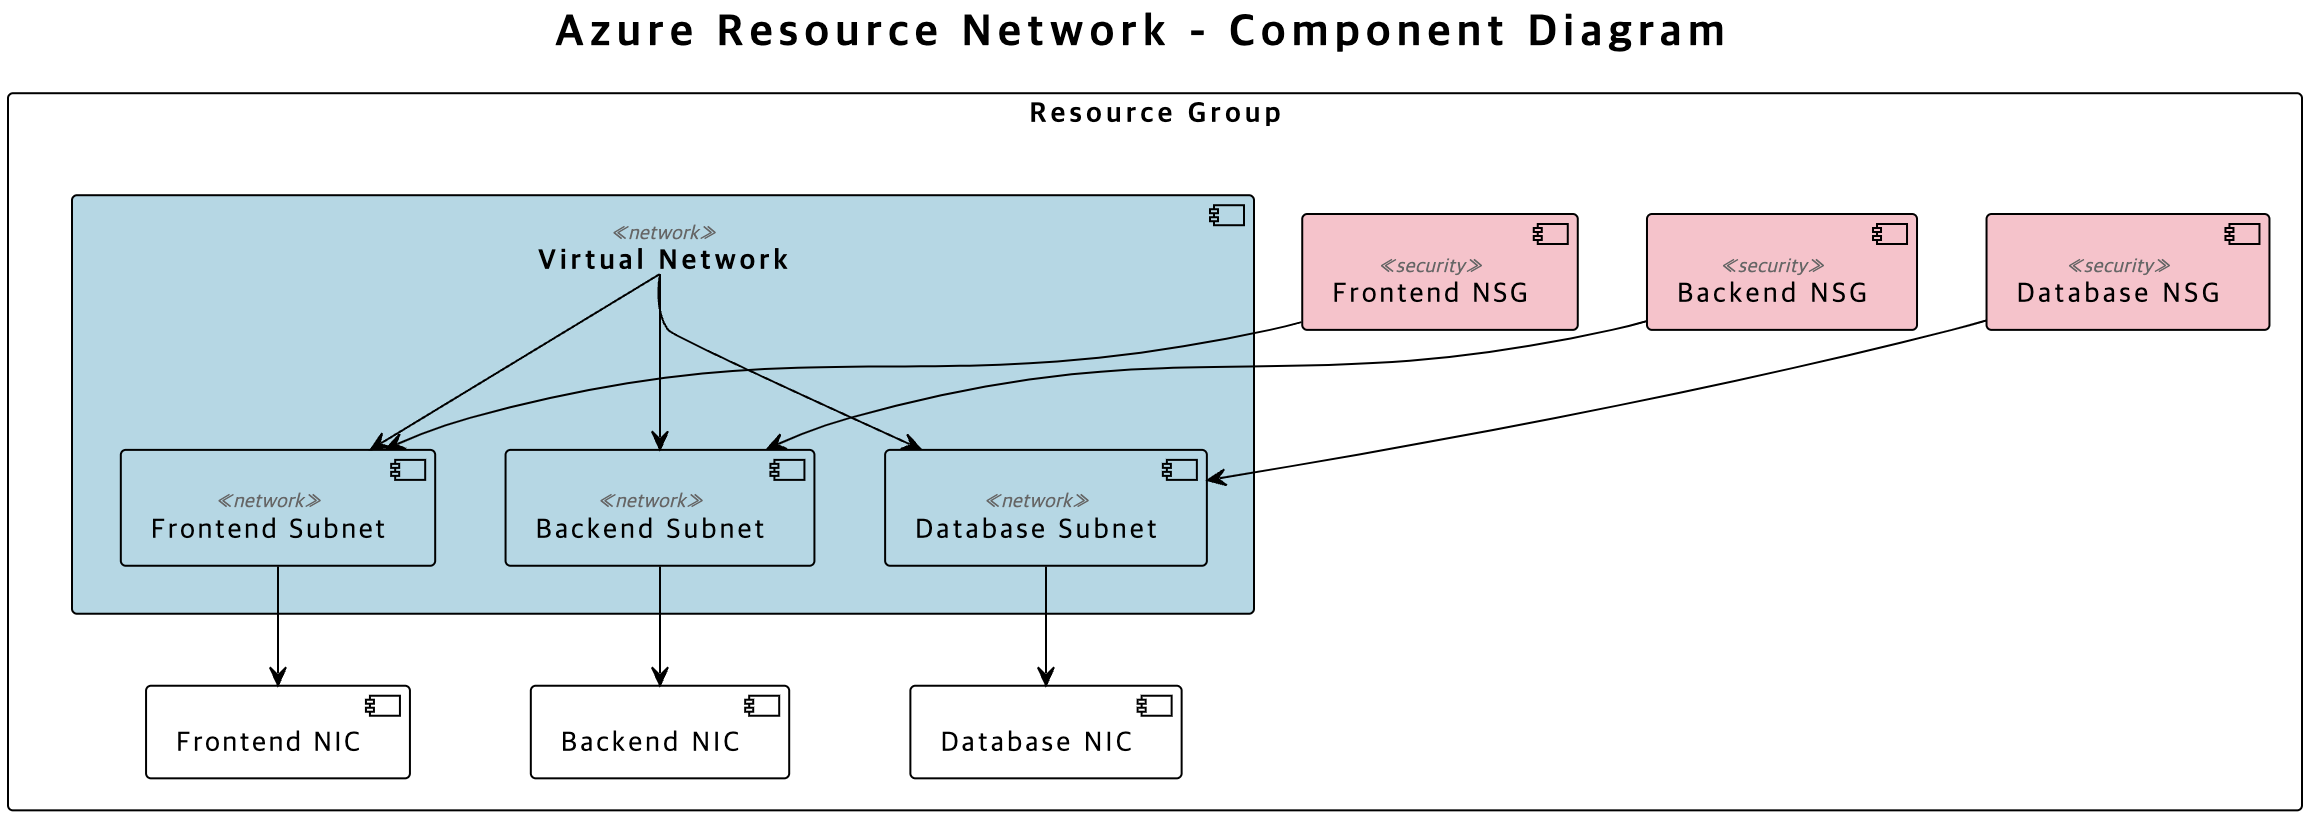 Azure Resource Network - Component Diagram
Resource Group
≪network≫
Virtual Network
≪security≫
Frontend NSG
≪security≫
Backend NSG
≪security≫
Database NSG
≪network≫
Frontend Subnet
≪network≫
Backend Subnet
≪network≫
Database Subnet
Frontend NIC
Backend NIC
Database NIC